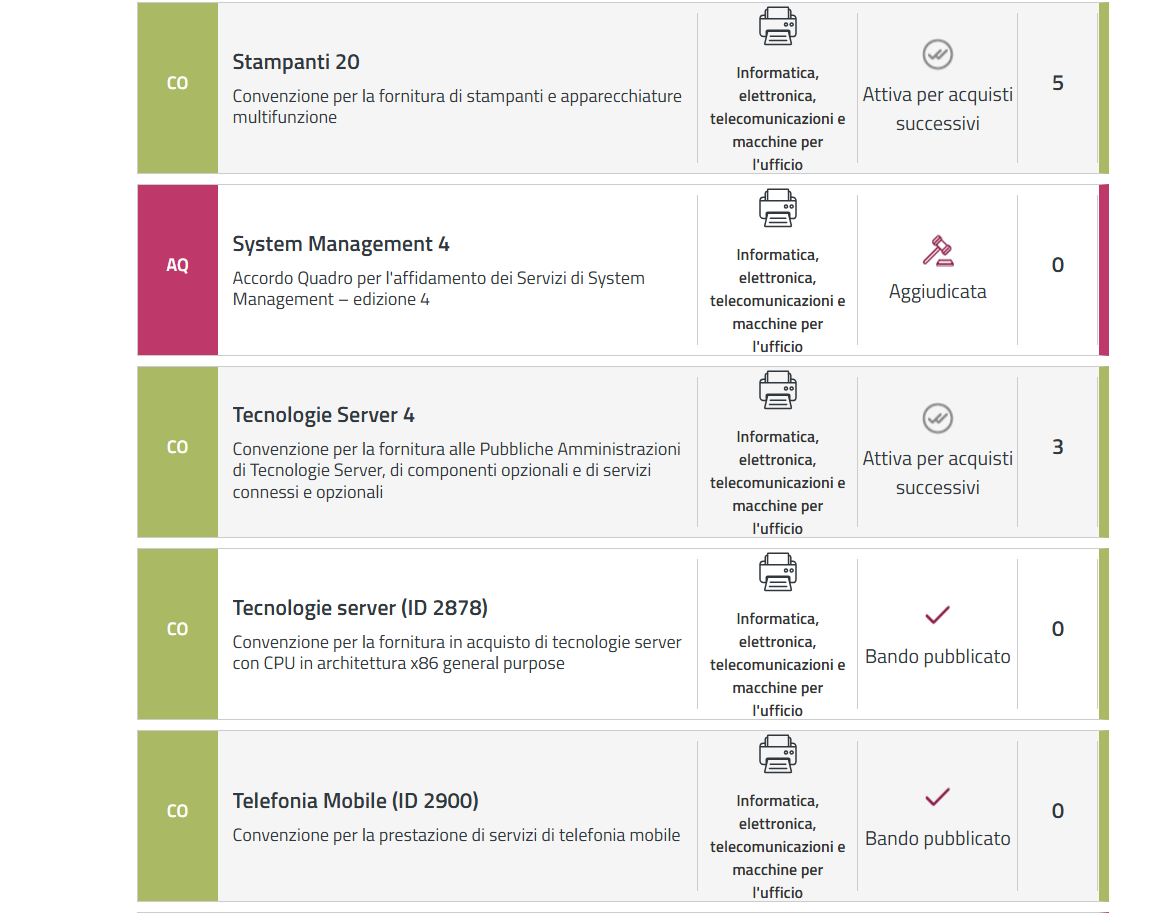 CO
Stampanti 20
Convenzione per la fornitura di stampanti e apparecchiature
multifunzione
Informatica,
elettronica,
telecomunicazioni e
macchine per
l'ufficio
Attiva per acquisti
successivi
5
AQ
System Management 4
Accordo Quadro per l'affidamento dei Servizi di System
Management – edizione 4
Informatica,
elettronica,
telecomunicazioni e
macchine per
l'ufficio
Aggiudicata
0
CO
Tecnologie Server 4
Convenzione per la fornitura alle Pubbliche Amministrazioni
di Tecnologie Server, di componenti opzionali e di servizi
connessi e opzionali
Informatica,
elettronica,
telecomunicazioni e
macchine per
l'ufficio
Attiva per acquisti
successivi
3
CO
Tecnologie server (ID 2878)
Convenzione per la fornitura in acquisto di tecnologie server
con CPU in architettura x86 general purpose
Informatica,
elettronica,
telecomunicazioni e
macchine per
l'ufficio
Bando pubblicato
0
CO
Telefonia Mobile (ID 2900)
Convenzione per la prestazione di servizi di telefonia mobile
Informatica,
elettronica,
telecomunicazioni e
macchine per
l'ufficio
Bando pubblicato
0